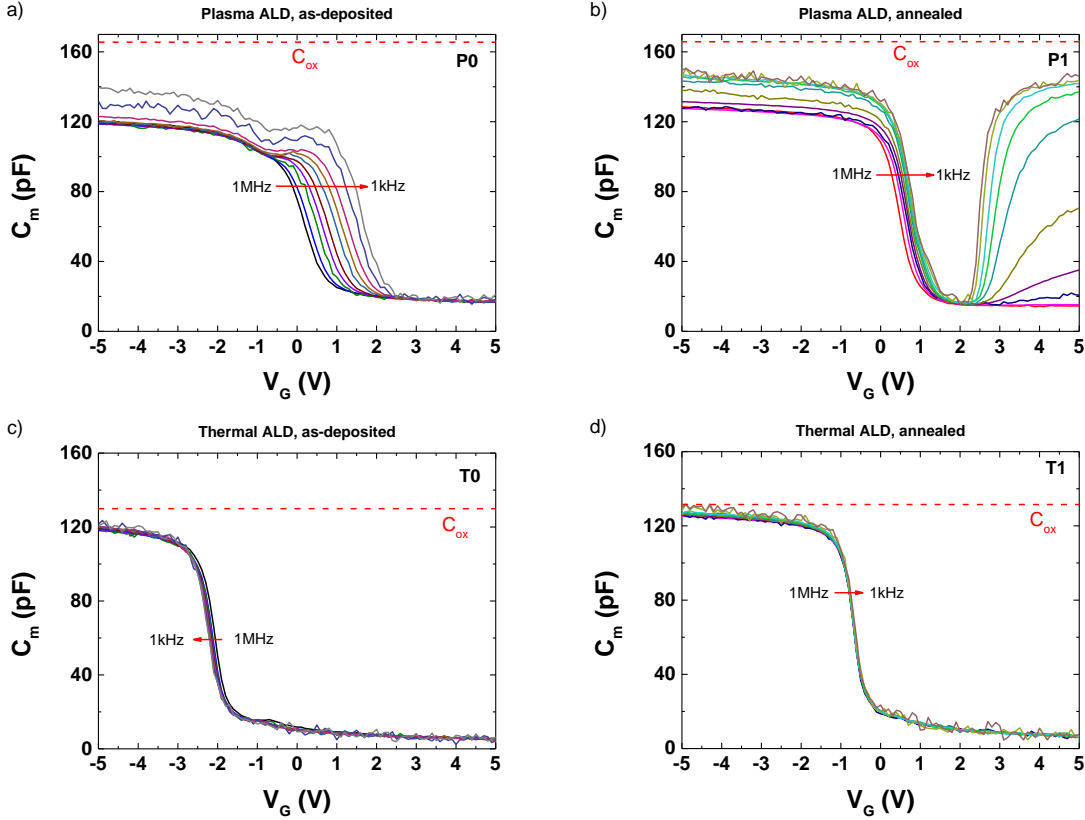 a)
Plasma ALD, as-deposited
160
120
80
40
0
C_m (pF)
C_ox
P0
1MHz
1kHz
-5 -4 -3 -2 -1 0 1 2 3 4 5
V_G (V)
b)
Plasma ALD, annealed
160
120
80
40
0
C_m (pF)
C_ox
P1
1MHz
1kHz
-5 -4 -3 -2 -1 0 1 2 3 4 5
V_G (V)
c)
Thermal ALD, as-deposited
160
120
80
40
0
C_m (pF)
T0
C_ox
1kHz
1MHz
-5 -4 -3 -2 -1 0 1 2 3 4 5
V_G (V)
d)
Thermal ALD, annealed
160
120
80
40
0
C_m (pF)
T1
C_ox
1MHz
1kHz
-5 -4 -3 -2 -1 0 1 2 3 4 5
V_G (V)